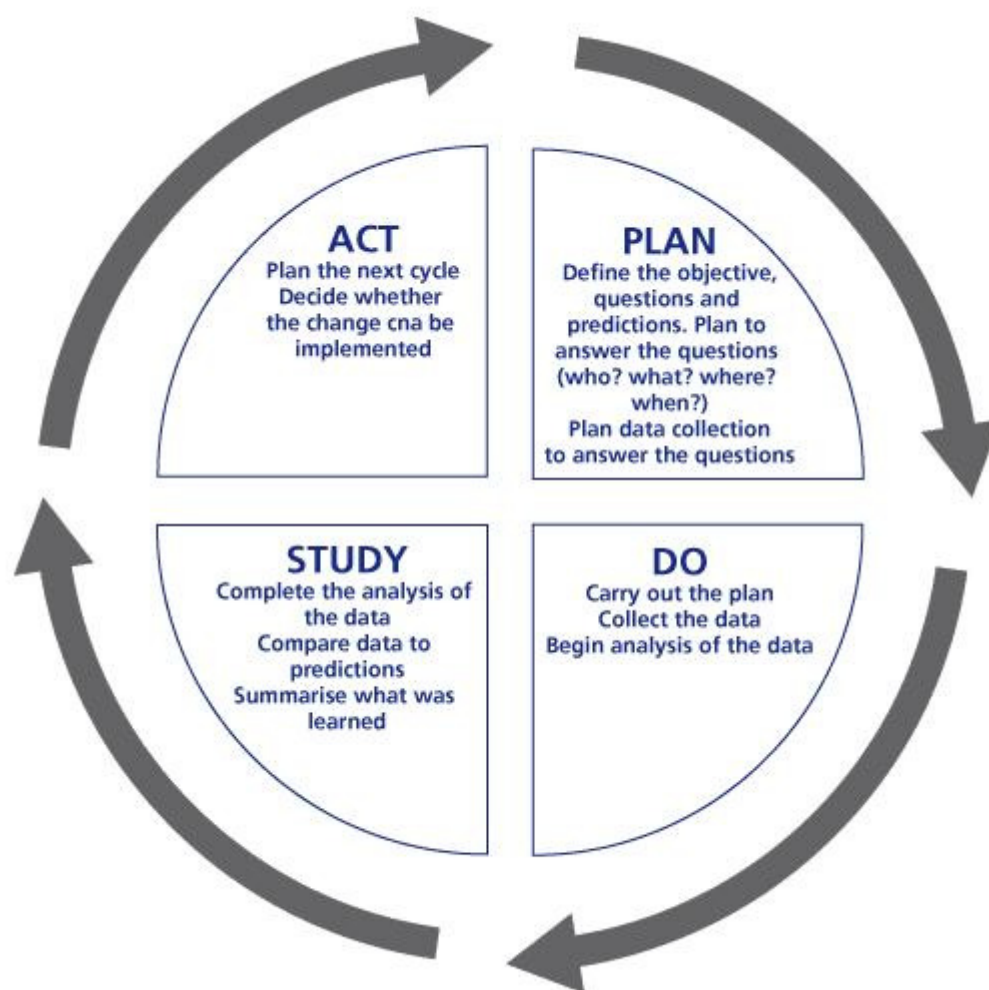 ACT
Plan the next cycle
Decide whether
the change cna be
implemented
PLAN
Define the objective,
questions and
predictions. Plan to
answer the questions
(who? what? where?
when?)
Plan data collection
to answer the questions
STUDY
Complete the analysis of
the data
Compare data to
predictions
Summarise what was
learned
DO
Carry out the plan
Collect the data
Begin analysis of the data